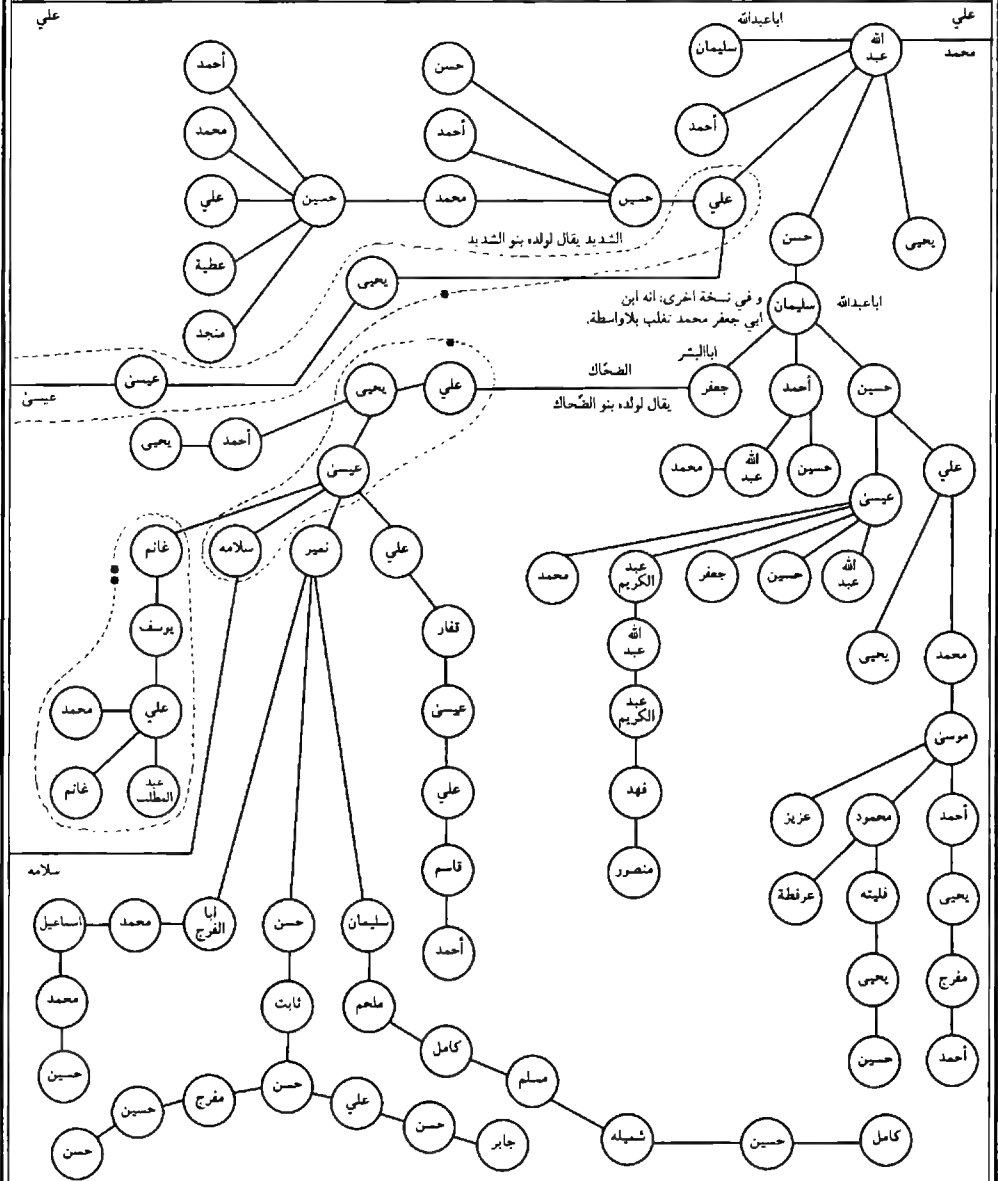 علي
محمد
علي
اباعبدالله
عبد الله
سليمان
أحمد
علي
حسن
يحيى
حسين
حسن
أحمد
محمد
حسين
أحمد
محمد
علي
عطية
منجد
الشديد يقال لولده بنو الشديد
يحيى
عيسىٰ
عيسىٰ
سليمان
اباعبدالله
و في نسخة اخرى: انه ابن
ابي جعفر محمد تغلب بلاواسطة.
اباالبشر
جعفر
أحمد
حسين
الضحّاك
يقال لولده بنو الضّحاك
علي
يحيى
أحمد
يحيى
حسين
عبد الله
محمد
علي
عيسىٰ
عيسىٰ
علي
نمير
سلامه
غانم
عبد الله
حسين
جعفر
عبد الكريم
محمد
يوسف
علي
محمد
غانم
عبد المطلب
قفار
عيسىٰ
علي
قاسم
أحمد
عبد الله
عبد الكريم
فهد
منصور
يحيى
محمد
موسىٰ
عزيز
محمود
أحمد
عرفطة
فليته
يحيى
يحيى
مفرج
حسين
أحمد
سلامه
سليمان
حسن
ابا الفرج
محمد
اسماعيل
محمد
حسين
ثابت
ملحم
كامل
مسلم
شميله
حسين
كامل
حسن
مفرج
حسين
حسن
علي
حسن
جابر